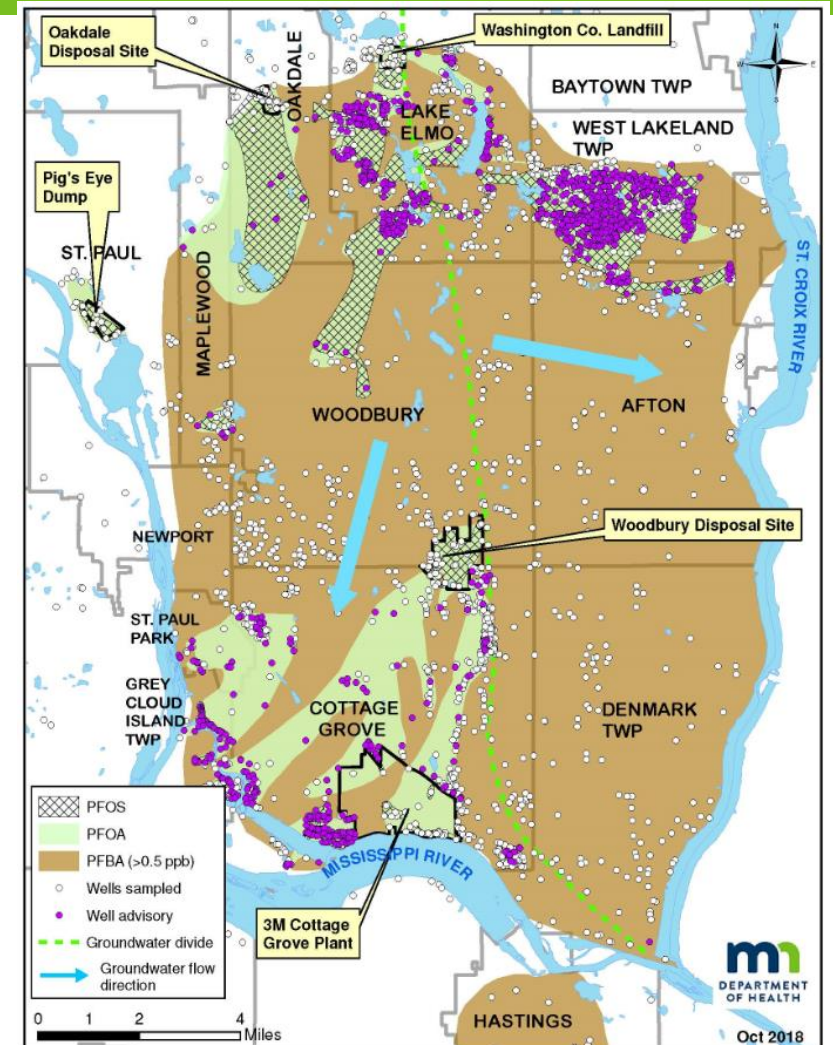 Oakdale
Disposal Site
Washington Co. Landfill
N
W
E
S
OAKDALE
BAYTOWN TWP
LAKE
ELMO
WEST LAKELAND
TWP
Pig's Eye
Dump
ST. PAUL
MAPLEWOOD
ST. CROIX RIVER
WOODBURY
AFTON
Woodbury Disposal Site
NEWPORT
ST. PAUL
PARK
GREY
CLOUD
ISLAND
TWP
COTTAGE
GROVE
DENMARK
TWP
PFOS
PFOA
PFBA (>0.5 ppb)
Wells sampled
Well advisory
Groundwater divide
Groundwater flow
direction
MISSISSIPPI RIVER
3M Cottage
Grove Plant
mn
DEPARTMENT
OF HEALTH
0 1 2 4
Miles
HASTINGS
Oct 2018